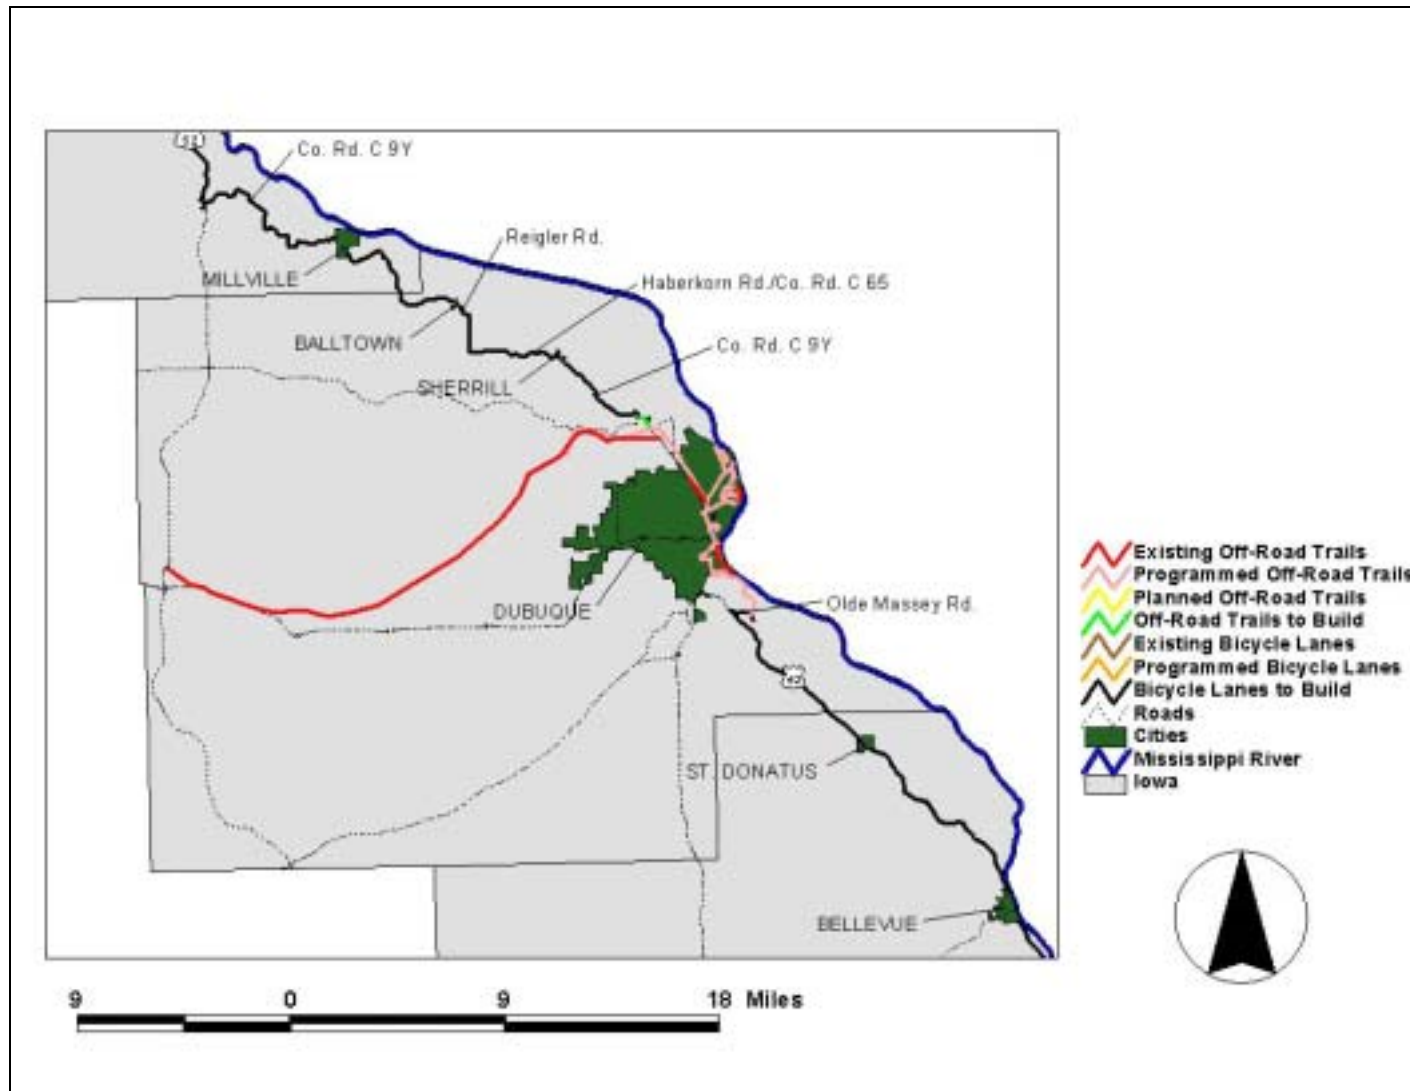 52
Co. Rd. C 9Y
Reigler Rd.
MILLVILLE
Haberkorn Rd./Co. Rd. C 65
BALLTOWN
Co. Rd. C 9Y
SHERRILL
DUBUQUE
Olde Massey Rd.
ST. DONATUS
BELLEVUE
Existing Off-Road Trails
Programmed Off-Road Trails
Planned Off-Road Trails
Off-Road Trails to Build
Existing Bicycle Lanes
Programmed Bicycle Lanes
Bicycle Lanes to Build
Roads
Cities
Mississippi River
Iowa
9 0 9 18 Miles